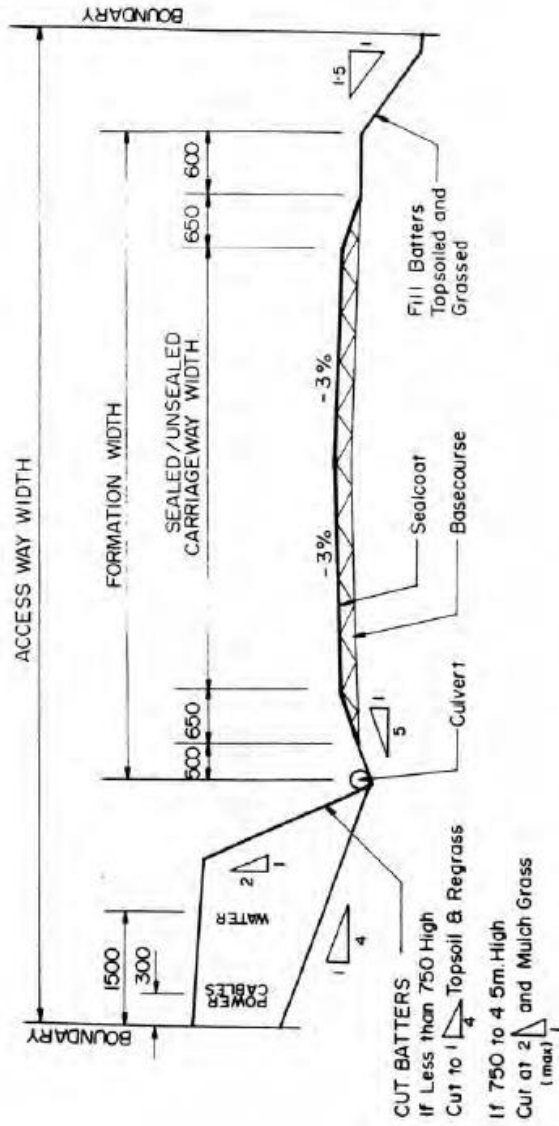 ACCESS WAY WIDTH
BOUNDARY
BOUNDARY
FORMATION WIDTH
1500
300
SEALED/UNSEALED
CARRIAGEWAY WIDTH
500
650
650
600
POWER
CABLES
WATER
2
1
1
4
5
1
-3%
-3%
1·5
1
CUT BATTERS
If Less than 750 High
Cut to 1
4
Topsoil & Regrass
If 750 to 4 5m. High
Cut at 2
and Mulch Grass
(max) 1
Culvert
Sealcoat
Basecourse
Fill Batters
Topsoiled and
Grassed